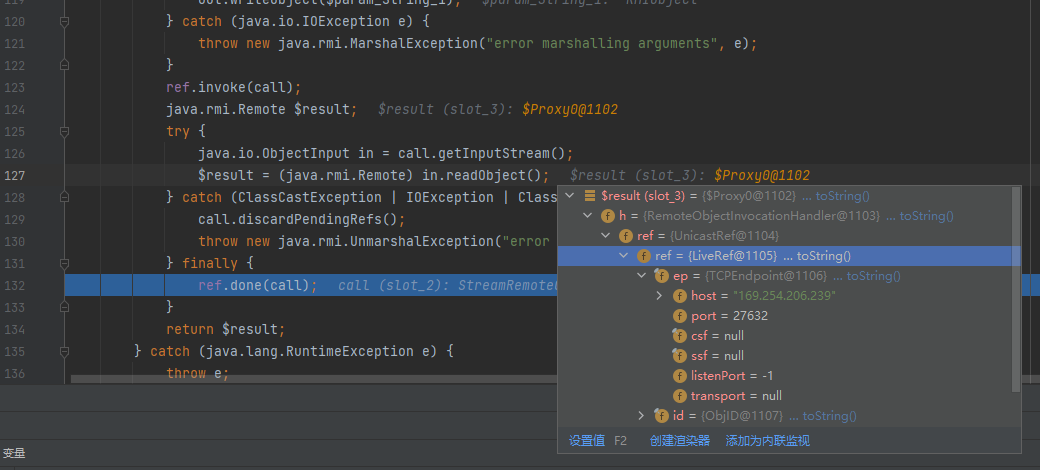 119 out.writeObject($param_String_1); $param_String_1: "RMIObject"
120 } catch (java.io.IOException e) {
121 throw new java.rmi.MarshalException("error marshalling arguments", e);
122 }
123 ref.invoke(call);
124 java.rmi.Remote $result; $result (slot_3): $Proxy0@1102
125 try {
126 java.io.ObjectInput in = call.getInputStream();
127 $result = (java.rmi.Remote) in.readObject(); $result (slot_3): $Proxy0@1102
128 } catch (ClassCastException | IOException | Class
129 call.discardPendingRefs();
130 throw new java.rmi.UnmarshalException("error
131 } finally {
132 ref.done(call); call (slot_2): StreamRemote
133 }
134 return $result;
135 } catch (java.lang.RuntimeException e) {
136 throw e;
$result (slot_3) = {$Proxy0@1102} ... toString()
h = {RemoteObjectInvocationHandler@1103} ... toString()
ref = {UnicastRef@1104}
ref = {LiveRef@1105} ... toString()
ep = {TCPEndpoint@1106} ... toString()
host = "169.254.206.239"
port = 27632
csf = null
ssf = null
listenPort = -1
transport = null
id = {ObjID@1107} ... toString()
设置值 F2 创建渲染器 添加为内联监视
变量